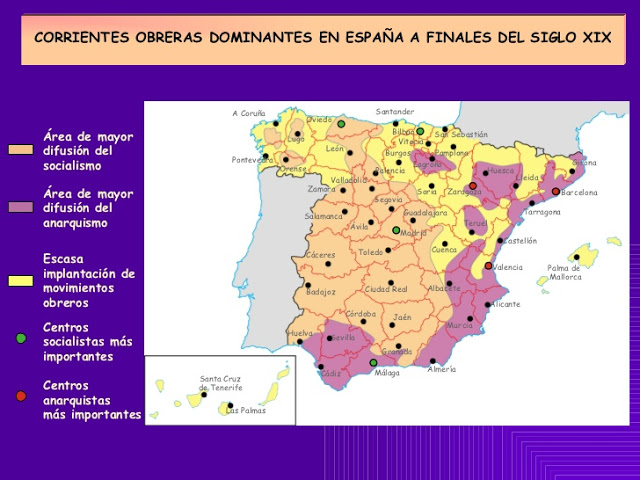 CORRIENTES OBRERAS DOMINANTES EN ESPAÑA A FINALES DEL SIGLO XIX
Área de mayor
difusión del
socialismo
Área de mayor
difusión del
anarquismo
Escasa
implantación de
movimientos
obreros
Centros
socialistas más
importantes
Centros
anarquistas
más importantes
A Coruña
Oviedo
Santander
Bilbao
San Sebastián
Lugo
Vitoria
León
Burgos
Pamplona
Pontevedra
Orense
Palencia
Logroño
Huesca
Girona
Lleida
Valladolid
Zamora
Soria
Zaragoza
Barcelona
Segovia
Salamanca
Guadalajara
Tarragona
Ávila
Madrid
Teruel
Castellón
Cáceres
Toledo
Cuenca
Valencia
Palma de
Mallorca
Badajoz
Ciudad Real
Albacete
Alicante
Córdoba
Jaén
Murcia
Huelva
Sevilla
Granada
Cádiz
Málaga
Almería
Santa Cruz
de Tenerife
Las Palmas